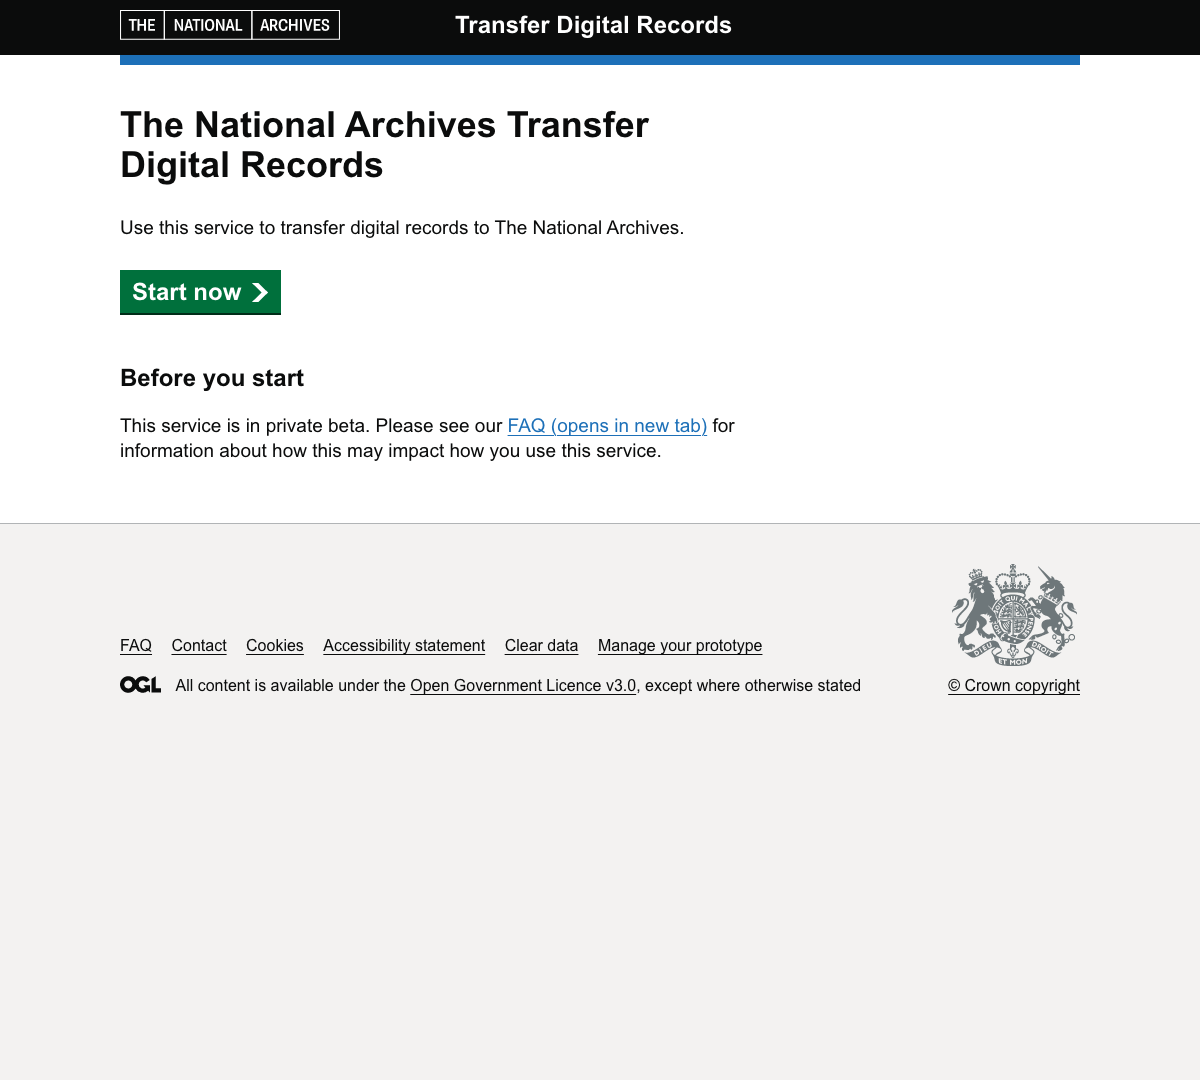 THE NATIONAL ARCHIVES
Transfer Digital Records
The National Archives Transfer
Digital Records
Use this service to transfer digital records to The National Archives.
Start now
Before you start
This service is in private beta. Please see our FAQ (opens in new tab) for
information about how this may impact how you use this service.
FAQ Contact Cookies Accessibility statement Clear data Manage your prototype
OGL All content is available under the Open Government Licence v3.0, except where otherwise stated
DIEU ET MON DROIT
© Crown copyright